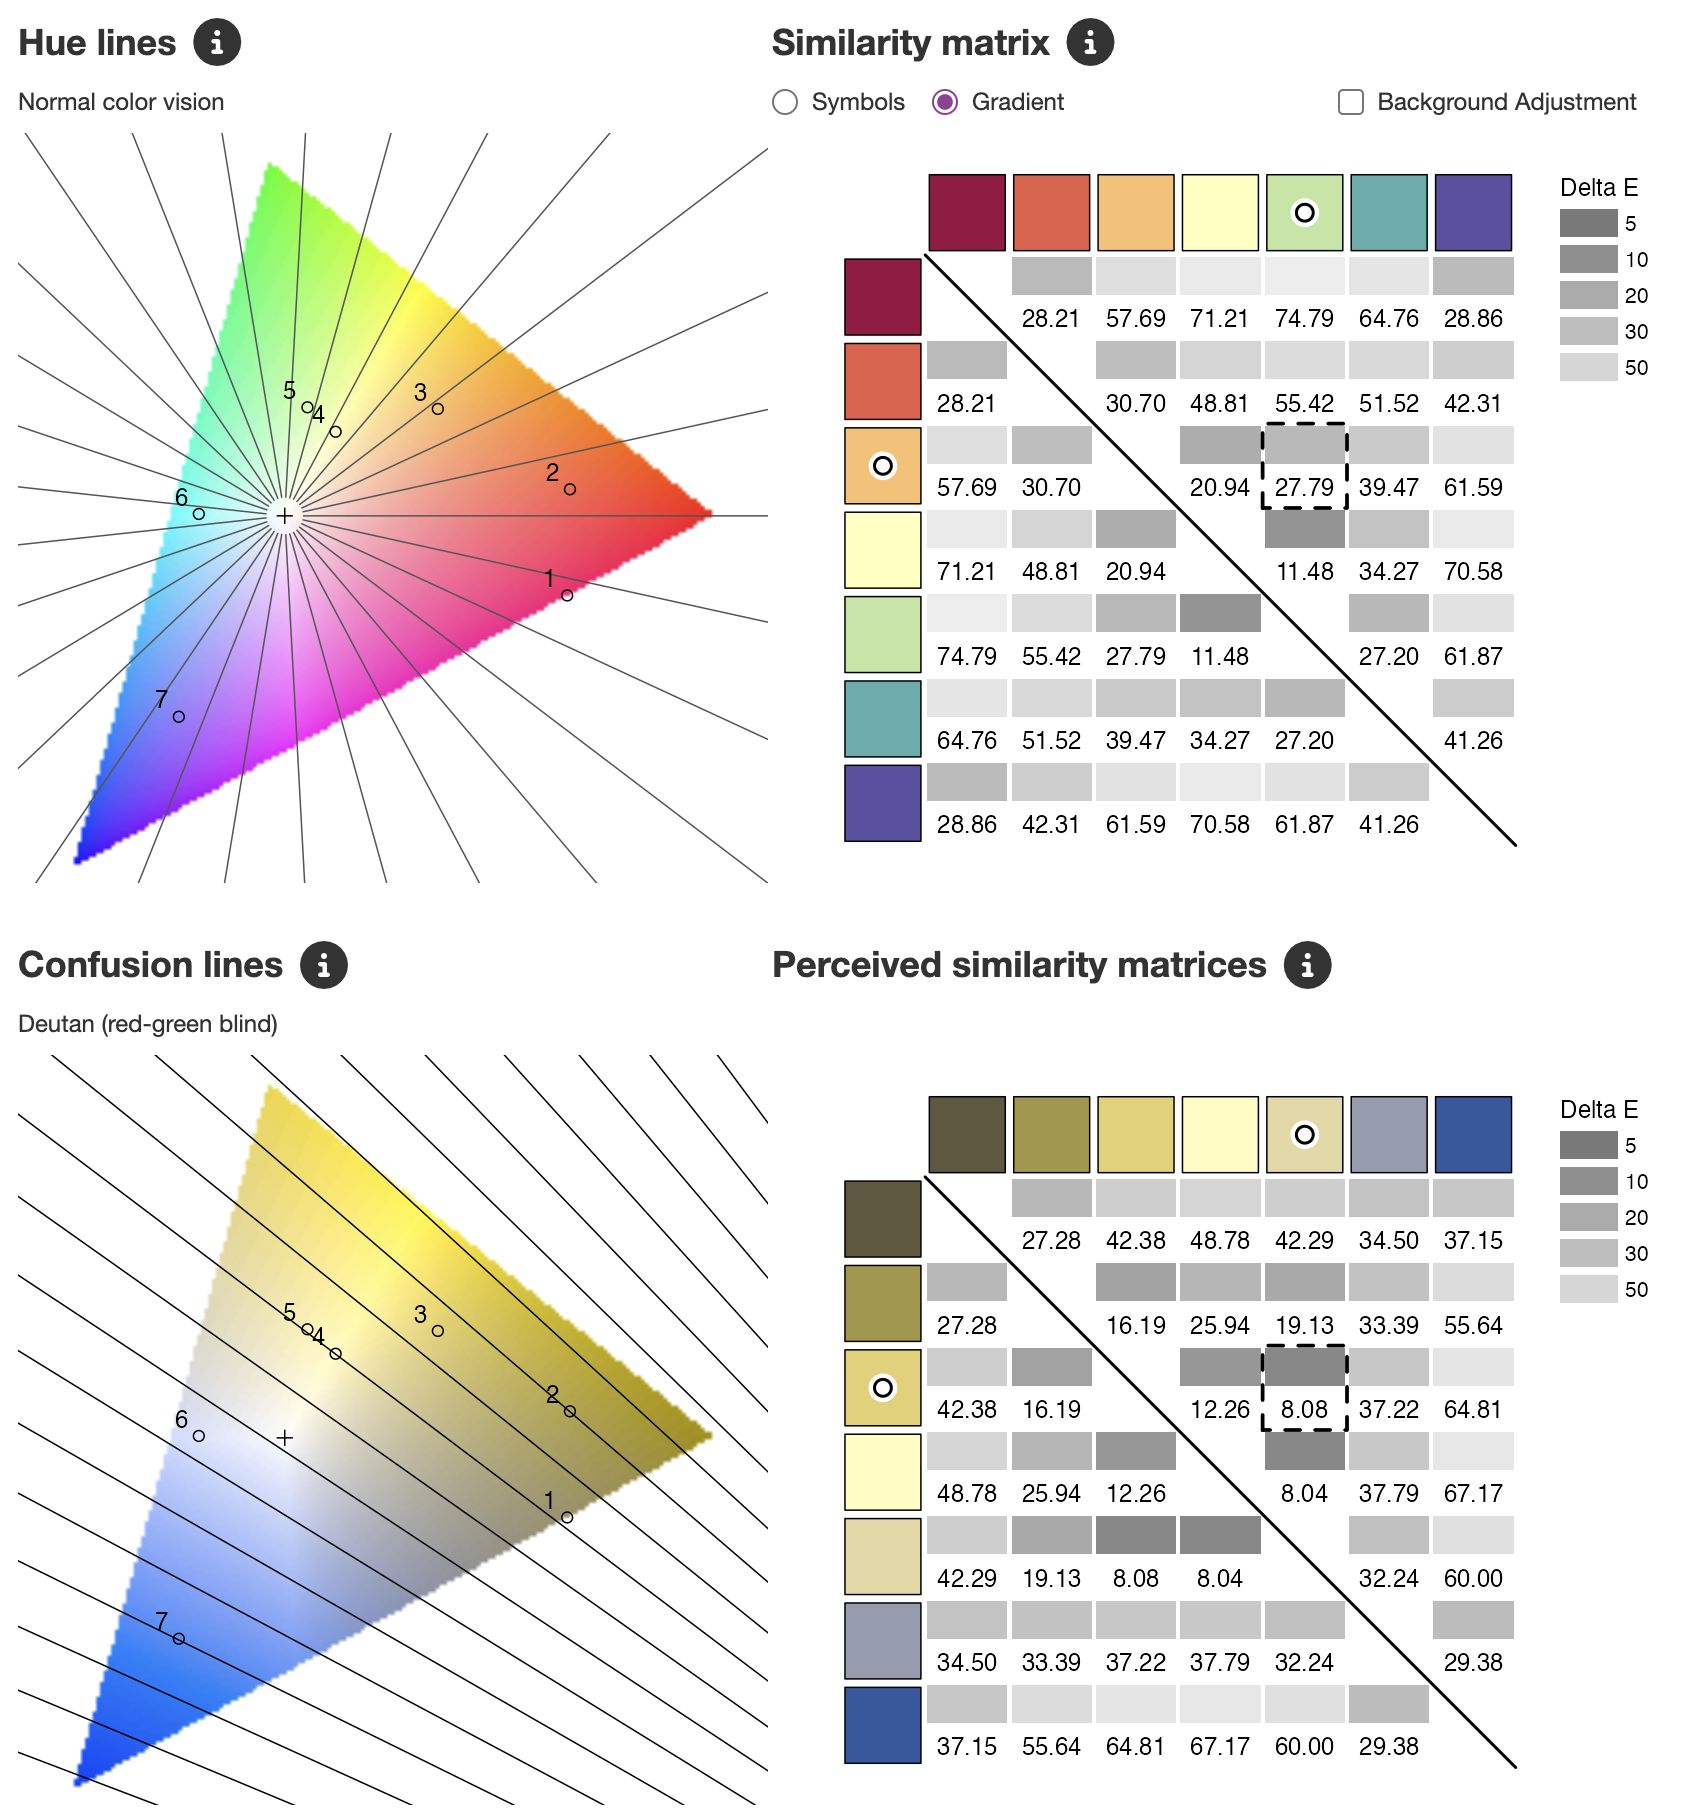 Hue lines
Normal color vision
5
4
3
2
6
1
7
Similarity matrix
Symbols Gradient Background Adjustment
Delta E
5
10
20
30
50
28.21 57.69 71.21 74.79 64.76 28.86
28.21 30.70 48.81 55.42 51.52 42.31
57.69 30.70 20.94 27.79 39.47 61.59
71.21 48.81 20.94 11.48 34.27 70.58
74.79 55.42 27.79 11.48 27.20 61.87
64.76 51.52 39.47 34.27 27.20 41.26
28.86 42.31 61.59 70.58 61.87 41.26
Confusion lines
Deutan (red-green blind)
5
4
3
2
6
1
7
Perceived similarity matrices
Delta E
5
10
20
30
50
27.28 42.38 48.78 42.29 34.50 37.15
27.28 16.19 25.94 19.13 33.39 55.64
42.38 16.19 12.26 8.08 37.22 64.81
48.78 25.94 12.26 8.04 37.79 67.17
42.29 19.13 8.08 8.04 32.24 60.00
34.50 33.39 37.22 37.79 32.24 29.38
37.15 55.64 64.81 67.17 60.00 29.38